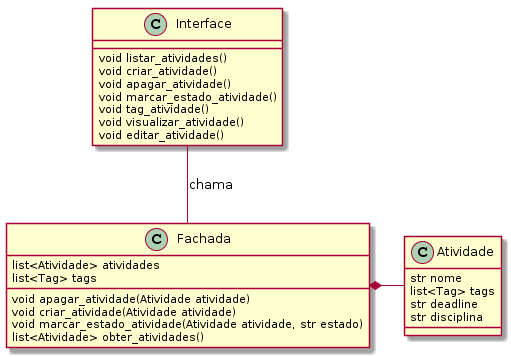 C Interface
void listar_atividades()
void criar_atividade()
void apagar_atividade()
void marcar_estado_atividade()
void tag_atividade()
void visualizar_atividade()
void editar_atividade()
chama
C Fachada
list<Atividade> atividades
list<Tag> tags
void apagar_atividade(Atividade atividade)
void criar_atividade(Atividade atividade)
void marcar_estado_atividade(Atividade atividade, str estado)
list<Atividade> obter_atividades()
C Atividade
str nome
list<Tag> tags
str deadline
str disciplina